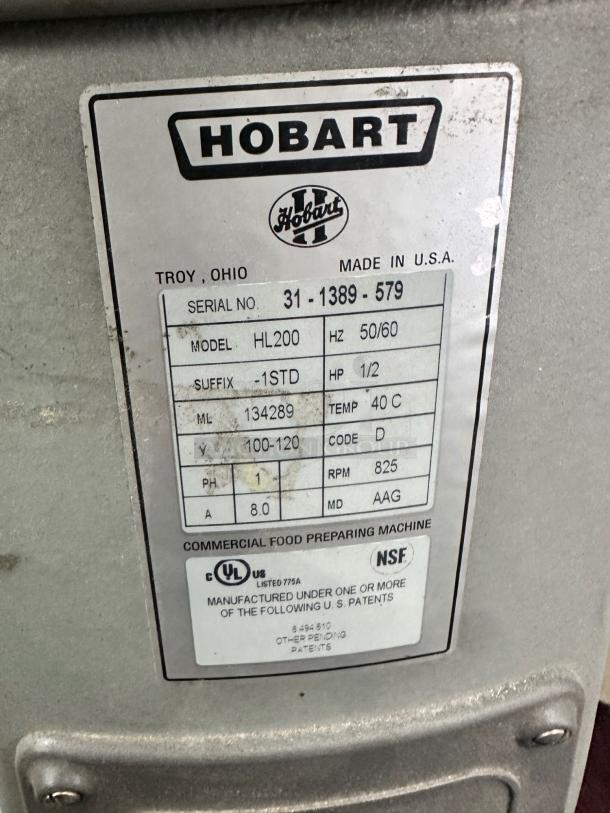 HOBART
Hobart
TROY, OHIO MADE IN U.S.A.
SERIAL NO. 31-1389-579
MODEL HL200 HZ 50/60
SUFFIX -1STD HP 1/2
ML 134289 TEMP 40 C
V 100-120 CODE D
PH 1 RPM 825
A 8.0 MD AAG
COMMERCIAL FOOD PREPARING MACHINE
C UL US LISTED 775A NSF
MANUFACTURED UNDER ONE OR MORE
OF THE FOLLOWING U.S. PATENTS
OTHER PENDING
PATENTS